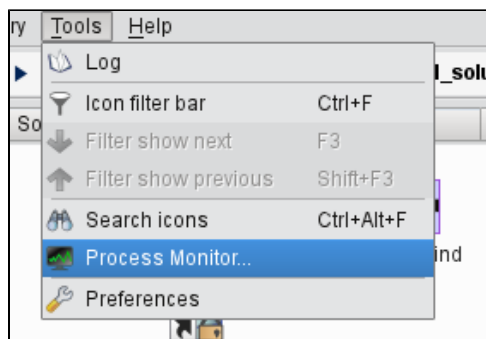 ry Tools Help
Log
l_solu
Icon filter bar Ctrl+F
So
Filter show next F3
Filter show previous Shift+F3
Search icons Ctrl+Alt+F
Process Monitor...
ind
Preferences